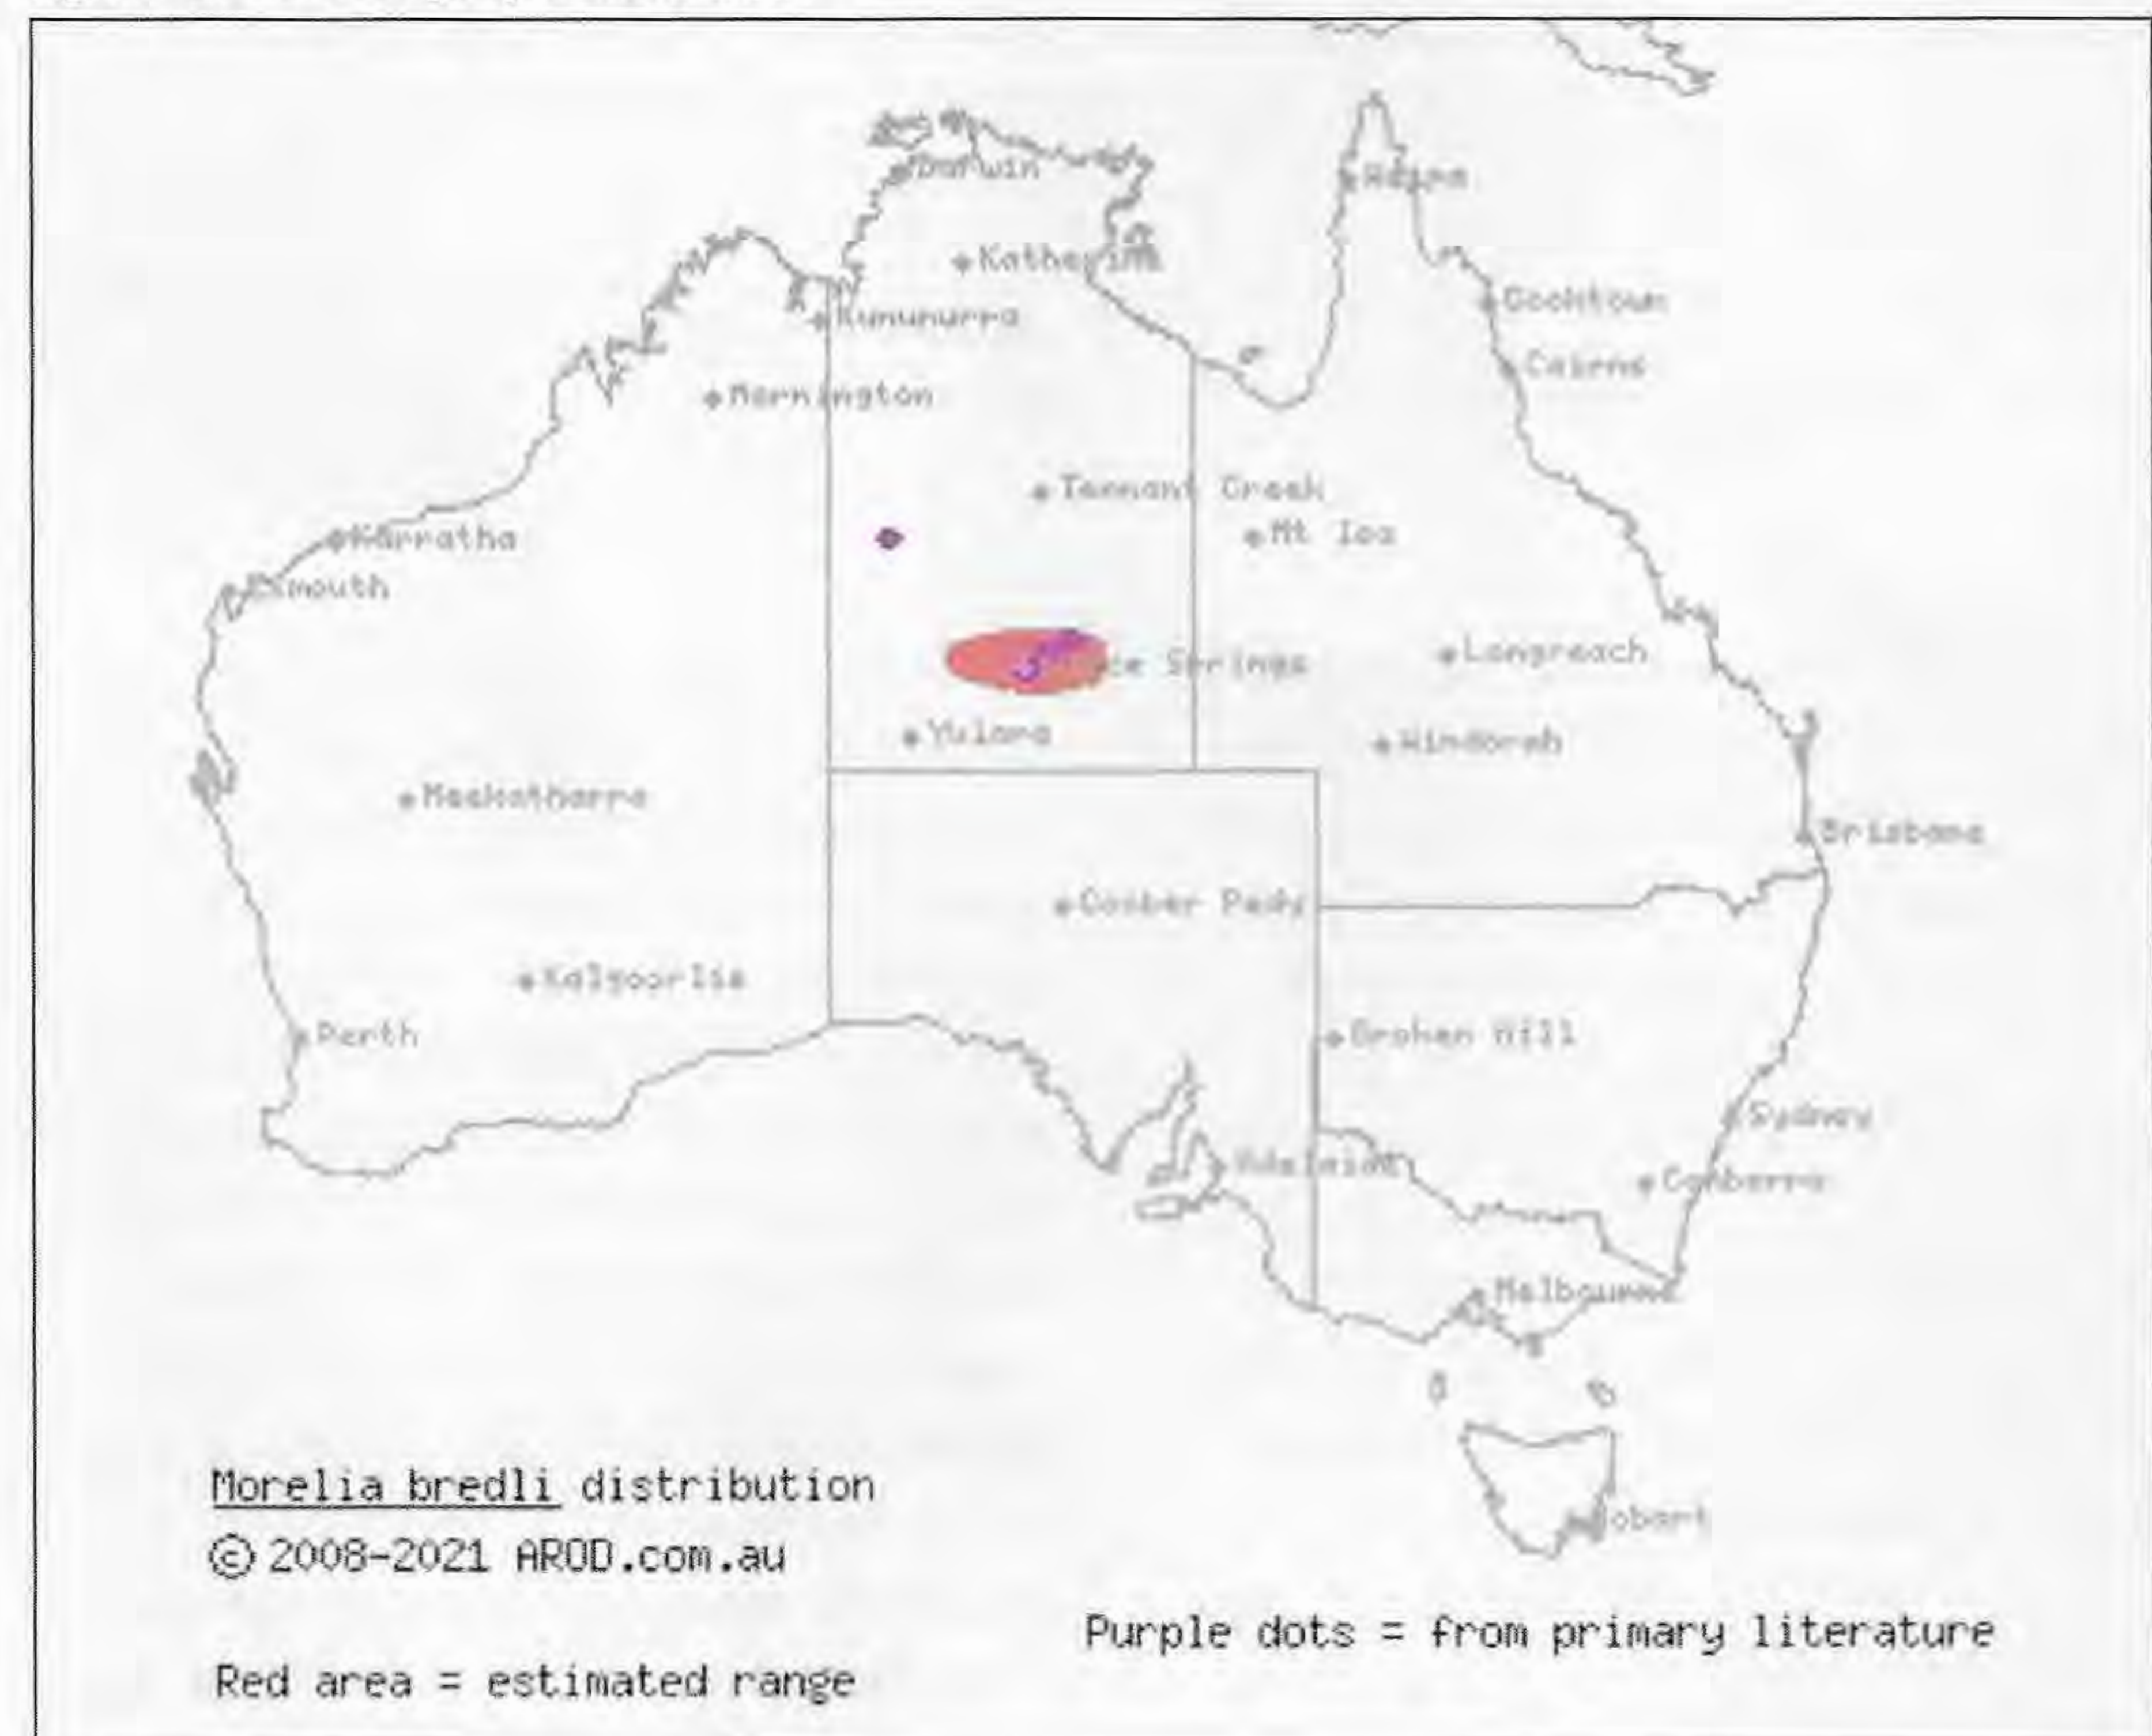 Darwin
Katherine
Kununurra
Cooktown
Cairns
Mornington
Tennant Creek
Mt Isa
Karratha
Exmouth
Springs
Longreach
Yulara
Windorah
Meekatharra
Brisbane
Coober Pedy
Kalgoorlie
Perth
Broken Hill
Sydney
Adelaide
Canberra
Melbourne
Hobart
Morelia bredli distribution
© 2008-2021 AROD.com.au
Purple dots = from primary literature
Red area = estimated range